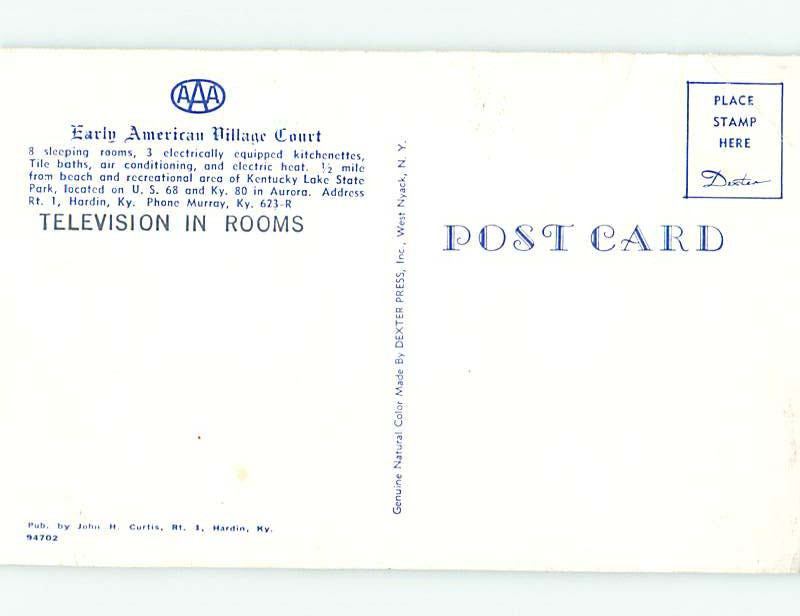 AAA
Early American Village Court
8 sleeping rooms, 3 electrically equipped kitchenettes,
Tile baths, air conditioning, and electric heat. ½ mile
from beach and recreational area of Kentucky Lake State
Park, located on U. S. 68 and Ky. 80 in Aurora. Address
Rt. 1, Hardin, Ky. Phone Murray, Ky. 623-R
TELEVISION IN ROOMS
Pub. by John H. Curtis, Rt. 1, Hardin, Ky.
94702
Genuine Natural Color Made By DEXTER PRESS, Inc., West Nyack, N. Y.
PLACE
STAMP
HERE
Dexter
POST CARD